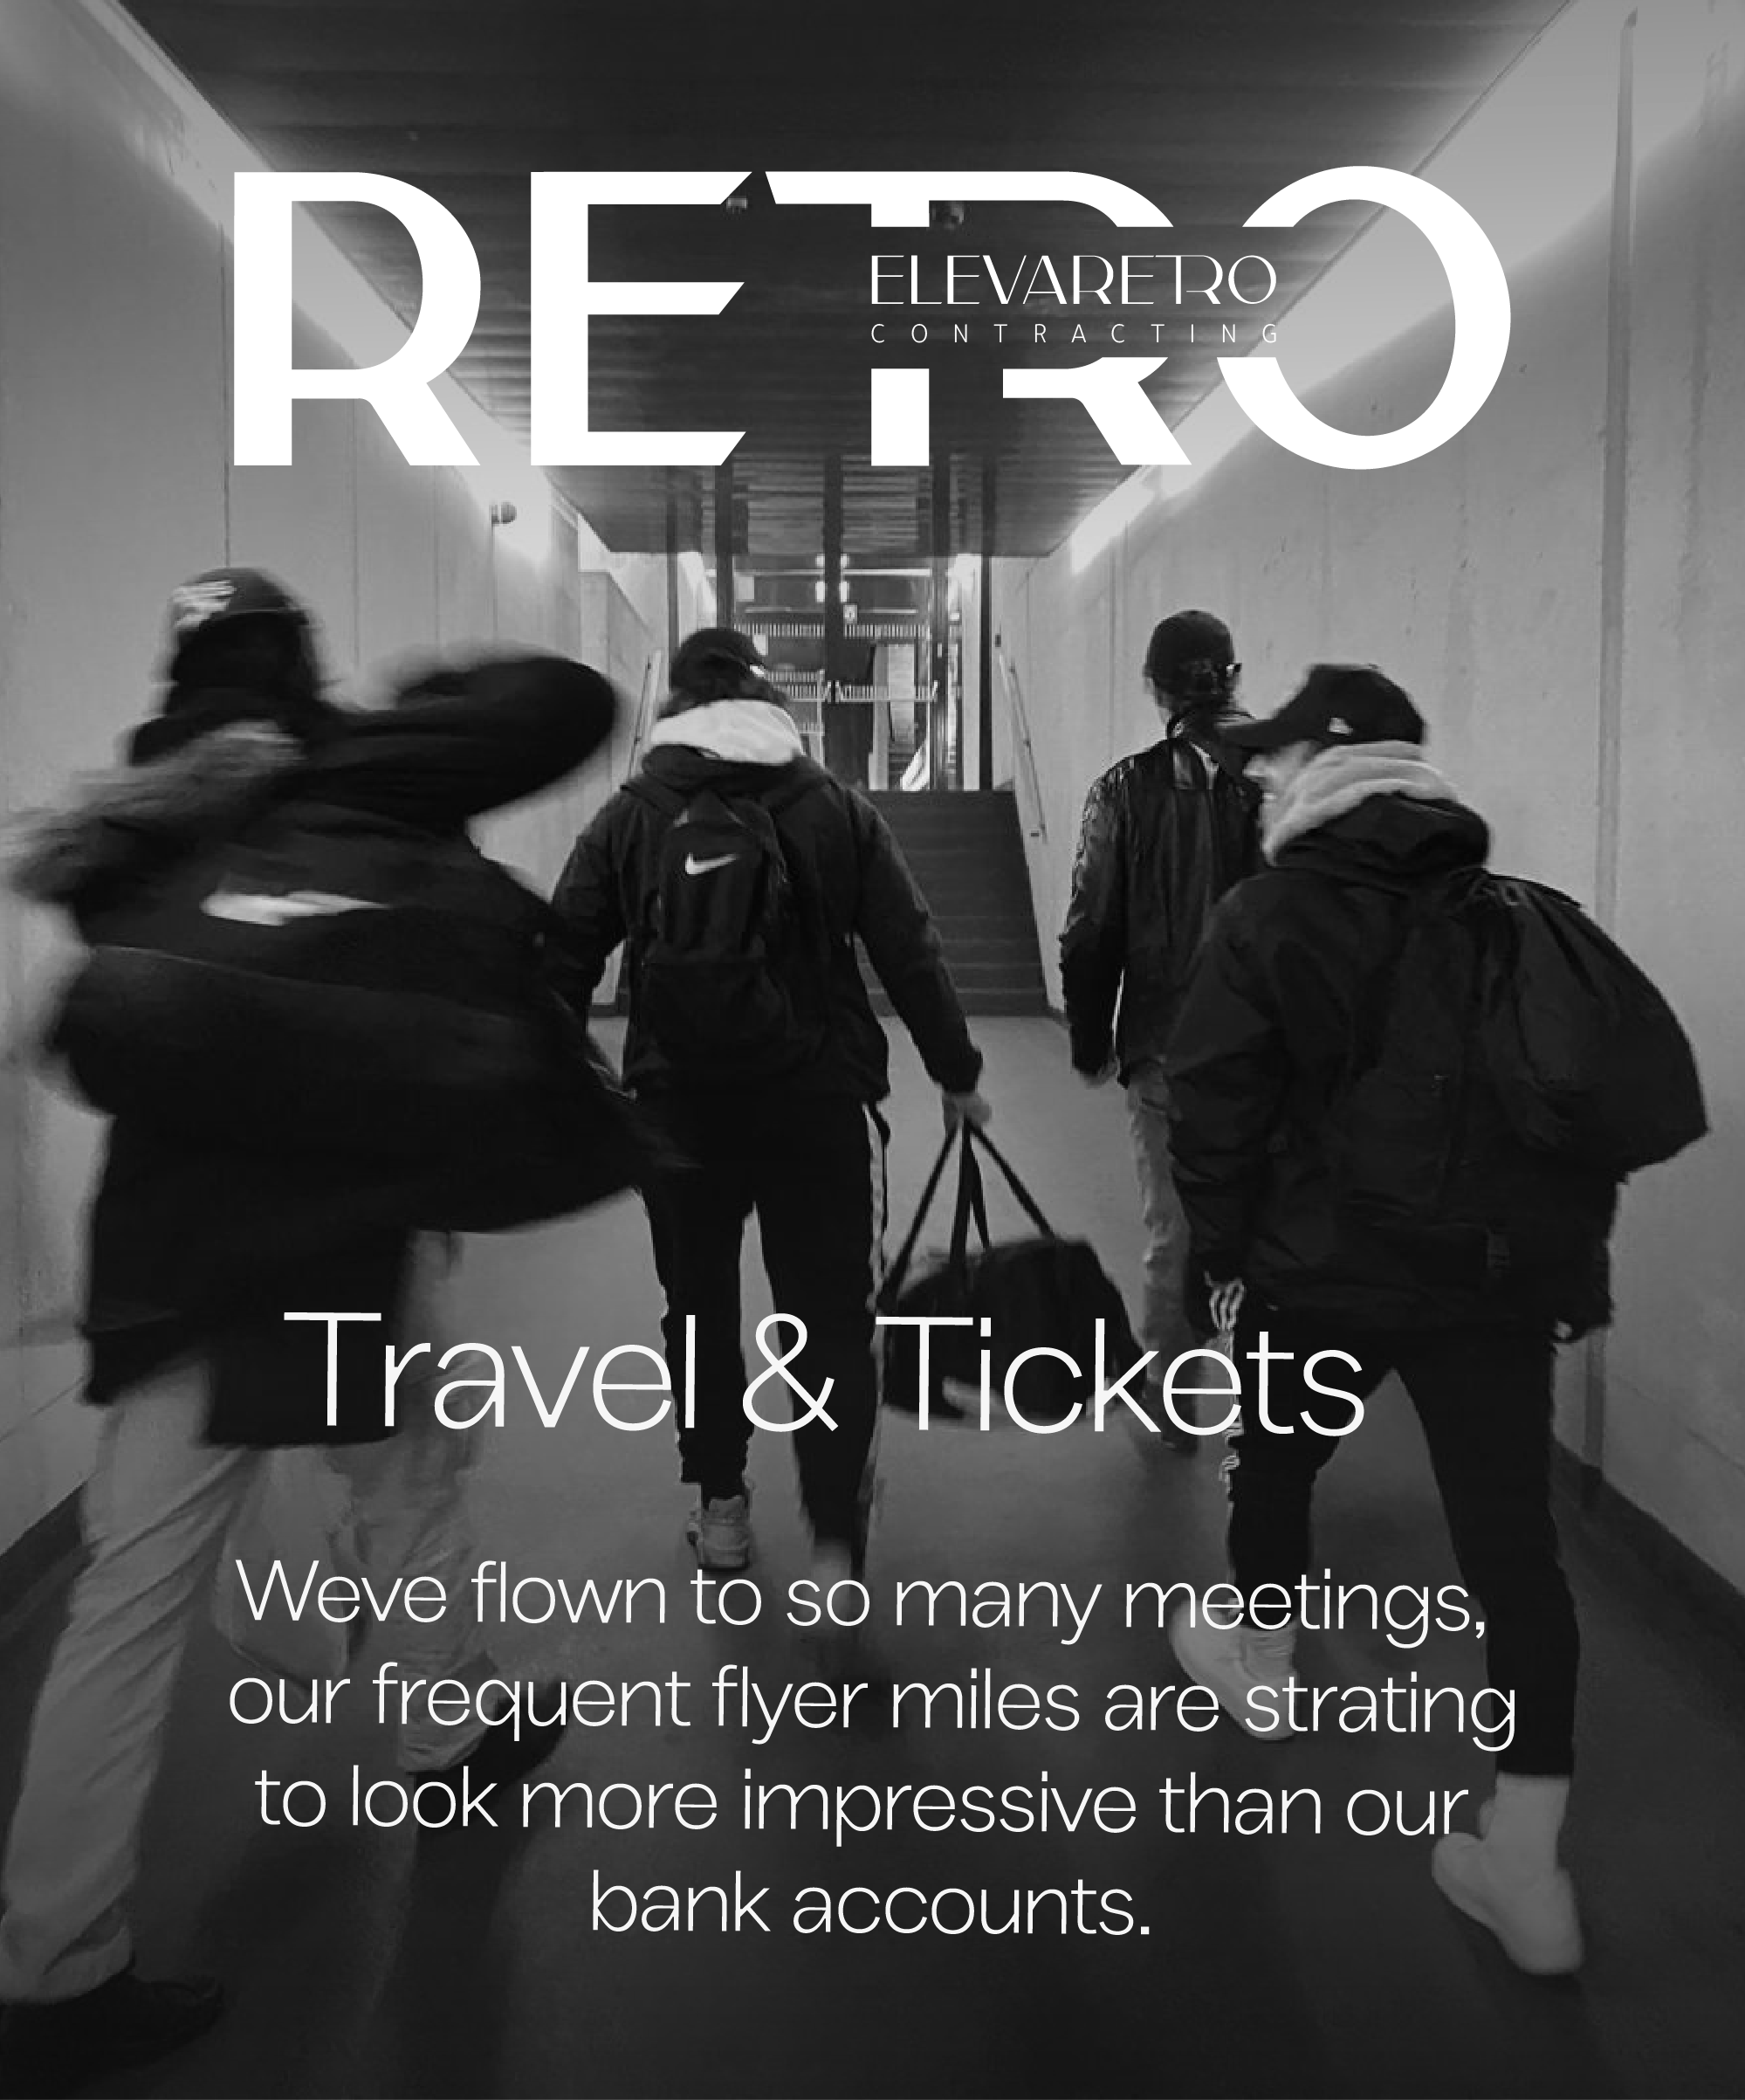 RETRO
ELEVARETRO
CONTRACTING
Travel & Tickets
Weve flown to so many meetings,
our frequent flyer miles are strating
to look more impressive than our
bank accounts.